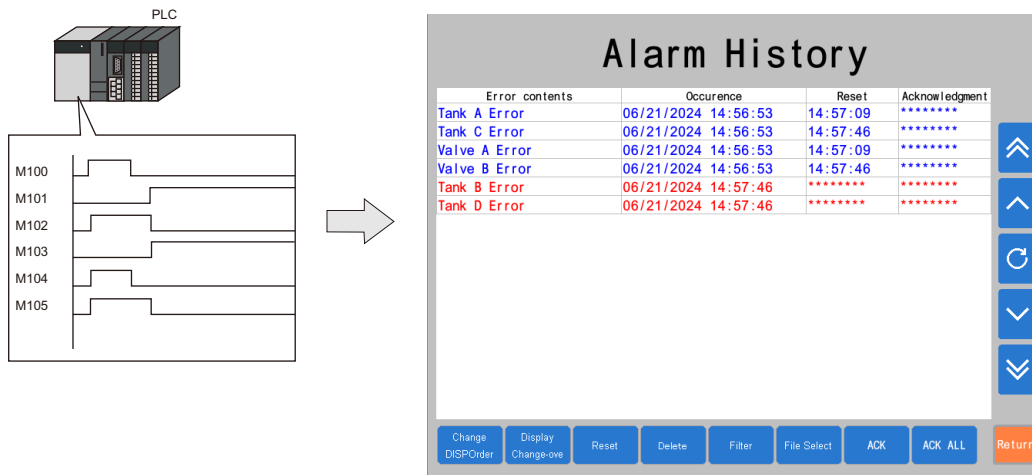 PLC
M100
M101
M102
M103
M104
M105
Alarm History
Error contents Occurence Reset Acknowledgment
Tank A Error 06/21/2024 14:56:53 14:57:09 ********
Tank C Error 06/21/2024 14:56:53 14:57:46 ********
Valve A Error 06/21/2024 14:56:53 14:57:09 ********
Valve B Error 06/21/2024 14:56:53 14:57:46 ********
Tank B Error 06/21/2024 14:57:46 ******** ********
Tank D Error 06/21/2024 14:57:46 ******** ********
Change DISPOrder
Display Change-ove
Reset
Delete
Filter
File Select
ACK
ACK ALL
Return